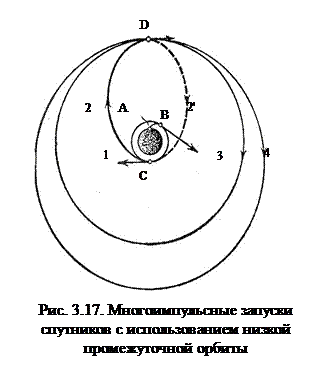 D
2 A B 2'
1 3 4
C
Рис. 3.17. Многоимпульсные запуски
спутников с использованием низкой
промежуточной орбиты